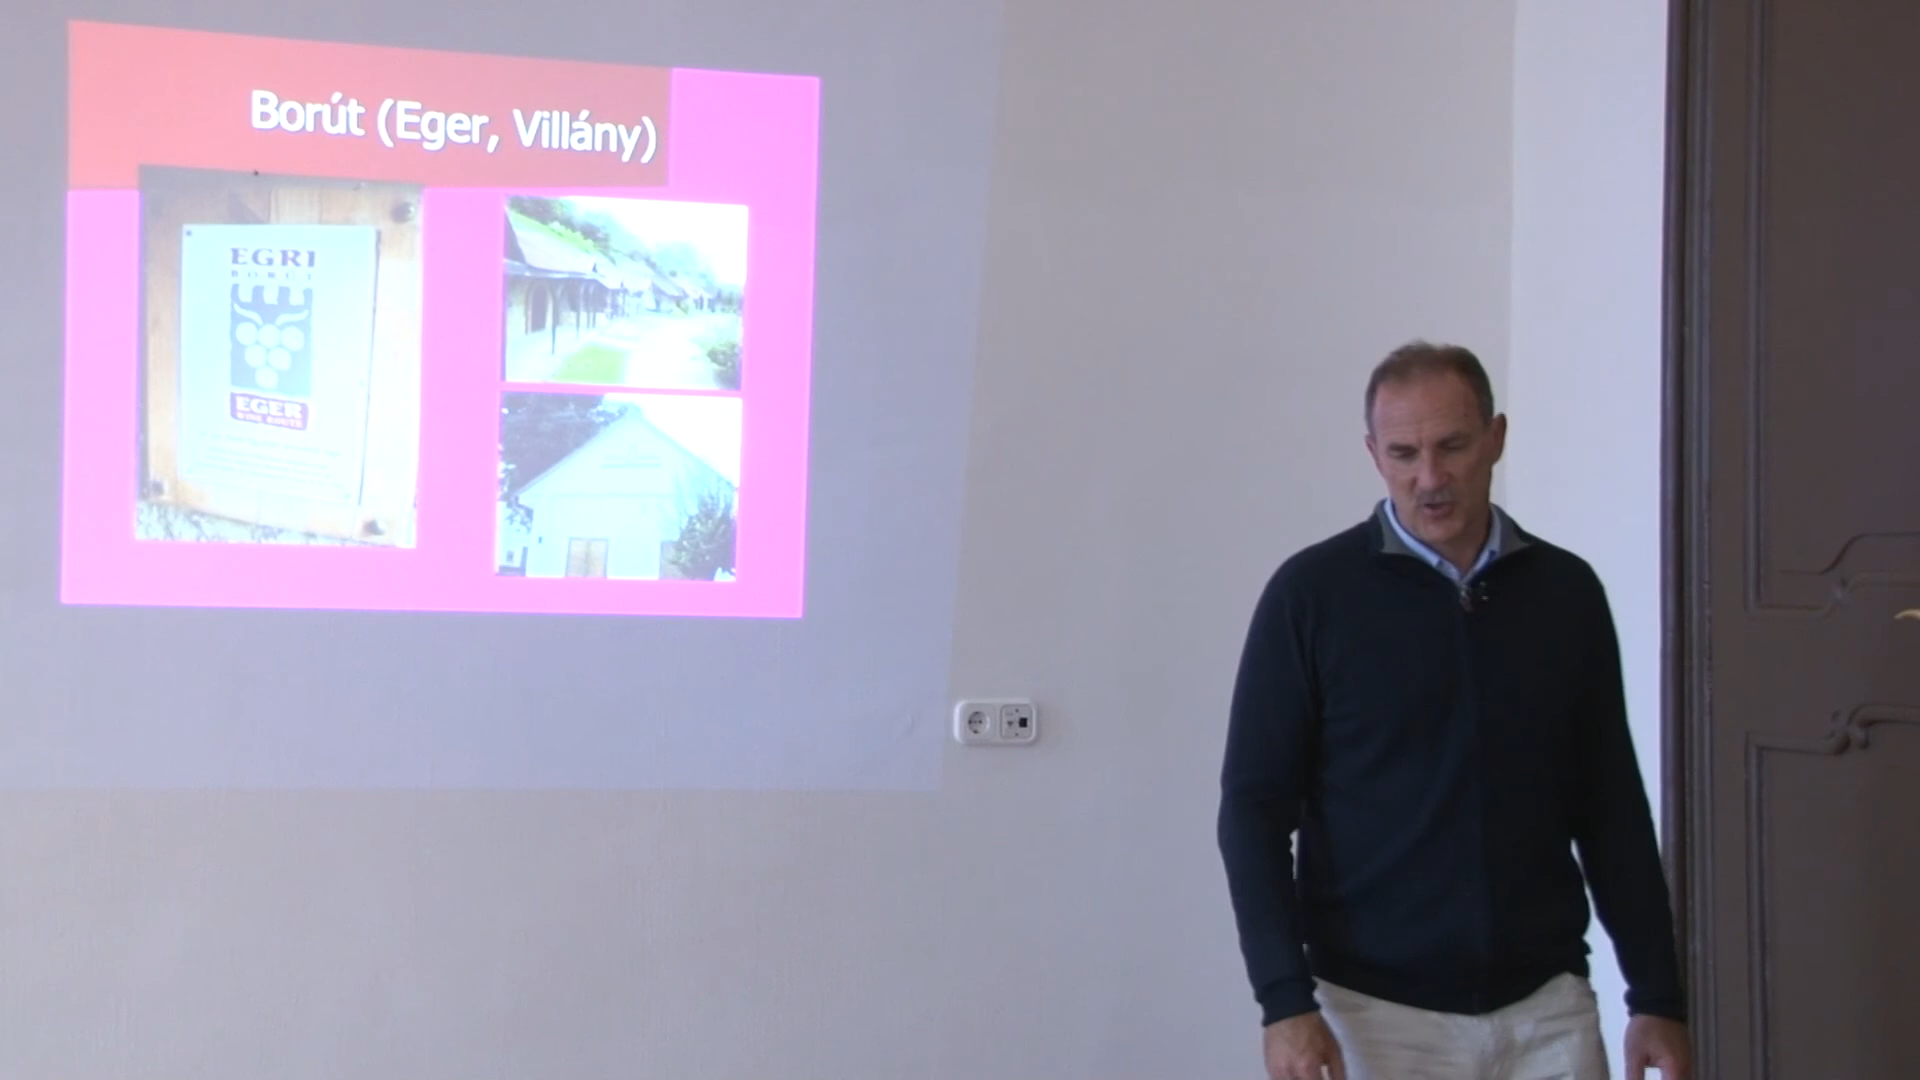 Borút (Eger, Villány)
EGRI
BORÚT
EGER
WINE ROUTE